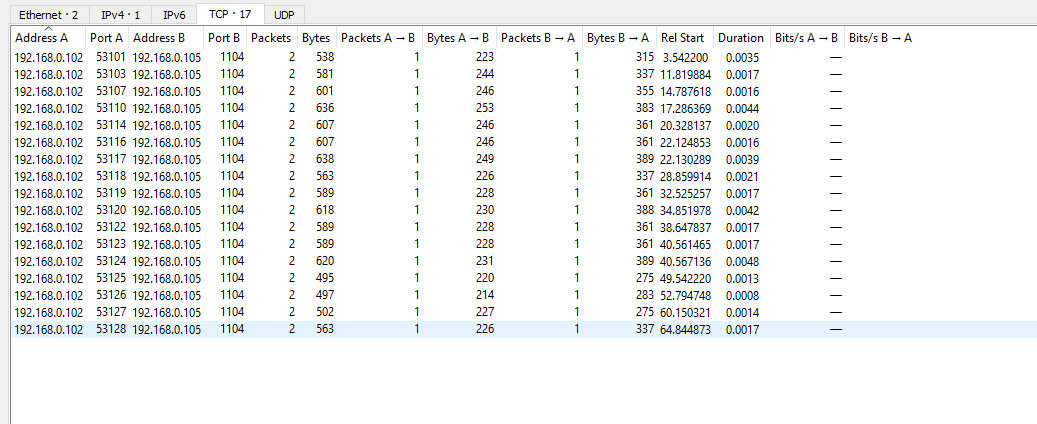 Ethernet · 2 IPv4 · 1 IPv6 TCP · 17 UDP
Address A Port A Address B Port B Packets Bytes Packets A → B Bytes A → B Packets B → A Bytes B → A Rel Start Duration Bits/s A → B Bits/s B → A
192.168.0.102 53101 192.168.0.105 1104 2 538 1 223 1 315 3.542200 0.0035 —
192.168.0.102 53103 192.168.0.105 1104 2 581 1 244 1 337 11.819884 0.0017 —
192.168.0.102 53107 192.168.0.105 1104 2 601 1 246 1 355 14.787618 0.0016 —
192.168.0.102 53110 192.168.0.105 1104 2 636 1 253 1 383 17.286369 0.0044 —
192.168.0.102 53114 192.168.0.105 1104 2 607 1 246 1 361 20.328137 0.0020 —
192.168.0.102 53116 192.168.0.105 1104 2 607 1 246 1 361 22.124853 0.0016 —
192.168.0.102 53117 192.168.0.105 1104 2 638 1 249 1 389 22.130289 0.0039 —
192.168.0.102 53118 192.168.0.105 1104 2 563 1 226 1 337 28.859914 0.0021 —
192.168.0.102 53119 192.168.0.105 1104 2 589 1 228 1 361 32.525257 0.0017 —
192.168.0.102 53120 192.168.0.105 1104 2 618 1 230 1 388 34.851978 0.0042 —
192.168.0.102 53122 192.168.0.105 1104 2 589 1 228 1 361 38.647837 0.0017 —
192.168.0.102 53123 192.168.0.105 1104 2 589 1 228 1 361 40.561465 0.0017 —
192.168.0.102 53124 192.168.0.105 1104 2 620 1 231 1 389 40.567136 0.0048 —
192.168.0.102 53125 192.168.0.105 1104 2 495 1 220 1 275 49.542220 0.0013 —
192.168.0.102 53126 192.168.0.105 1104 2 497 1 214 1 283 52.794748 0.0008 —
192.168.0.102 53127 192.168.0.105 1104 2 502 1 227 1 275 60.150321 0.0014 —
192.168.0.102 53128 192.168.0.105 1104 2 563 1 226 1 337 64.844873 0.0017 —